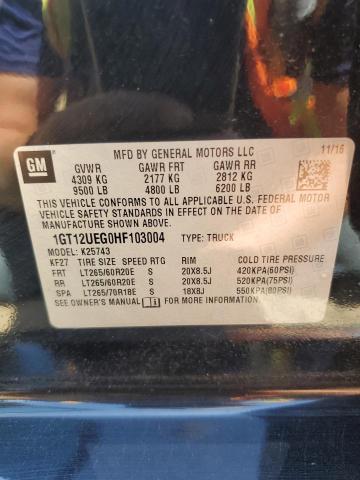 GM
MFD BY GENERAL MOTORS LLC 11/16
GVWR GAWR FRT GAWR RR
4309 KG 2177 KG 2812 KG
9500 LB 4800 LB 6200 LB
THIS VEHICLE CONFORMS TO ALL APPLICABLE U.S. FEDERAL MOTOR
VEHICLE SAFETY STANDARDS IN EFFECT ON THE DATE OF
MANUFACTURE SHOWN ABOVE.
1GT12UEG0HF103004 TYPE: TRUCK
MODEL: K25743
KF27 TIRE SIZE SPEED RTG RIM COLD TIRE PRESSURE
FRT LT265/60R20E S 20X8.5J 420KPA(60PSI)
RR LT265/60R20E S 20X8.5J 520KPA(75PSI)
SPA LT265/70R18E S 18X8J 550KPA(80PSI)
SEE OWNER'S MANUAL FOR MORE INFORMATION.